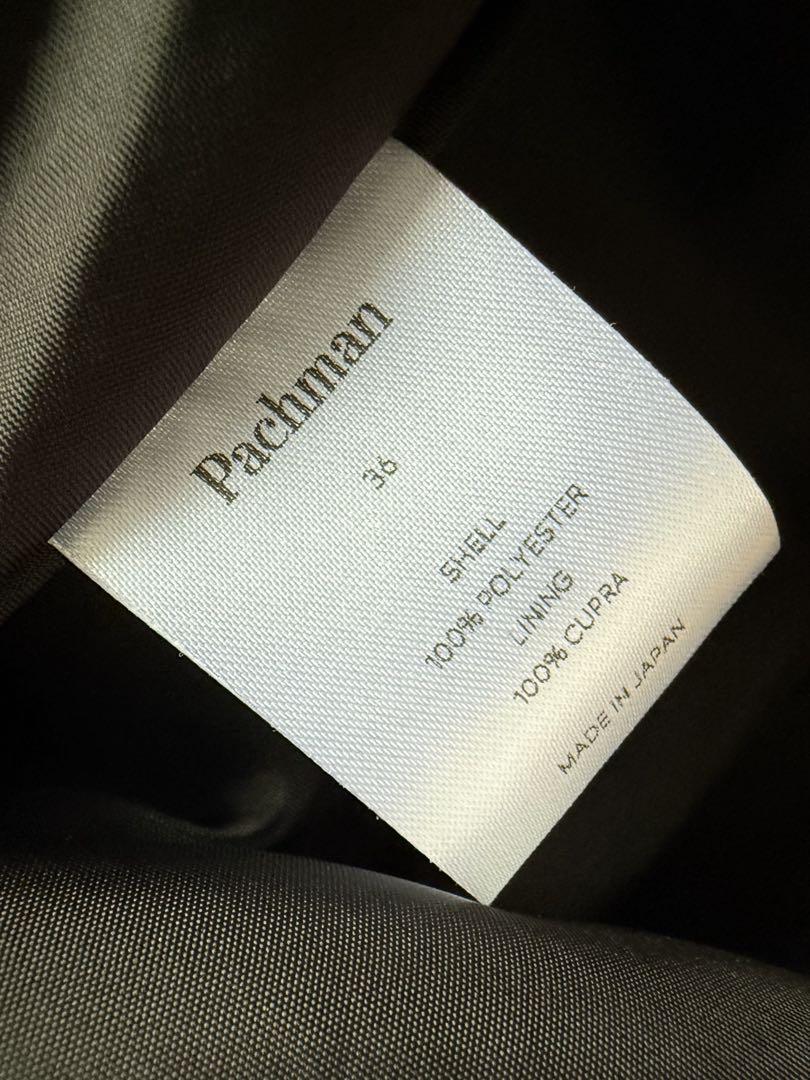 Pachman
36
SHELL
100% POLYESTER
LINING
100% CUPRA
MADE IN JAPAN